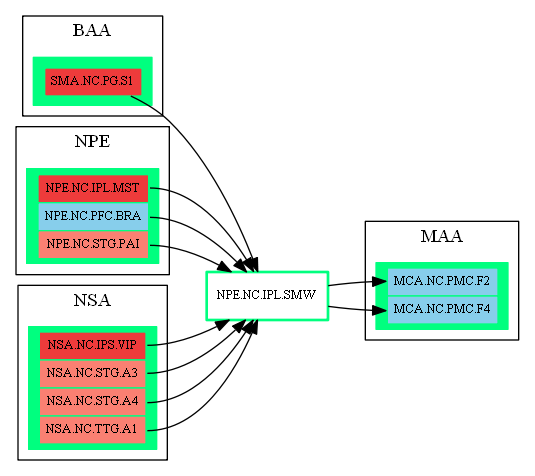 BAA
SMA.NC.PG.S1
NPE
NPE.NC.IPL.MST
NPE.NC.PFC.BRA
NPE.NC.STG.PAI
NSA
NSA.NC.IPS.VIP
NSA.NC.STG.A3
NSA.NC.STG.A4
NSA.NC.TTG.A1
NPE.NC.IPL.SMW
MAA
MCA.NC.PMC.F2
MCA.NC.PMC.F4